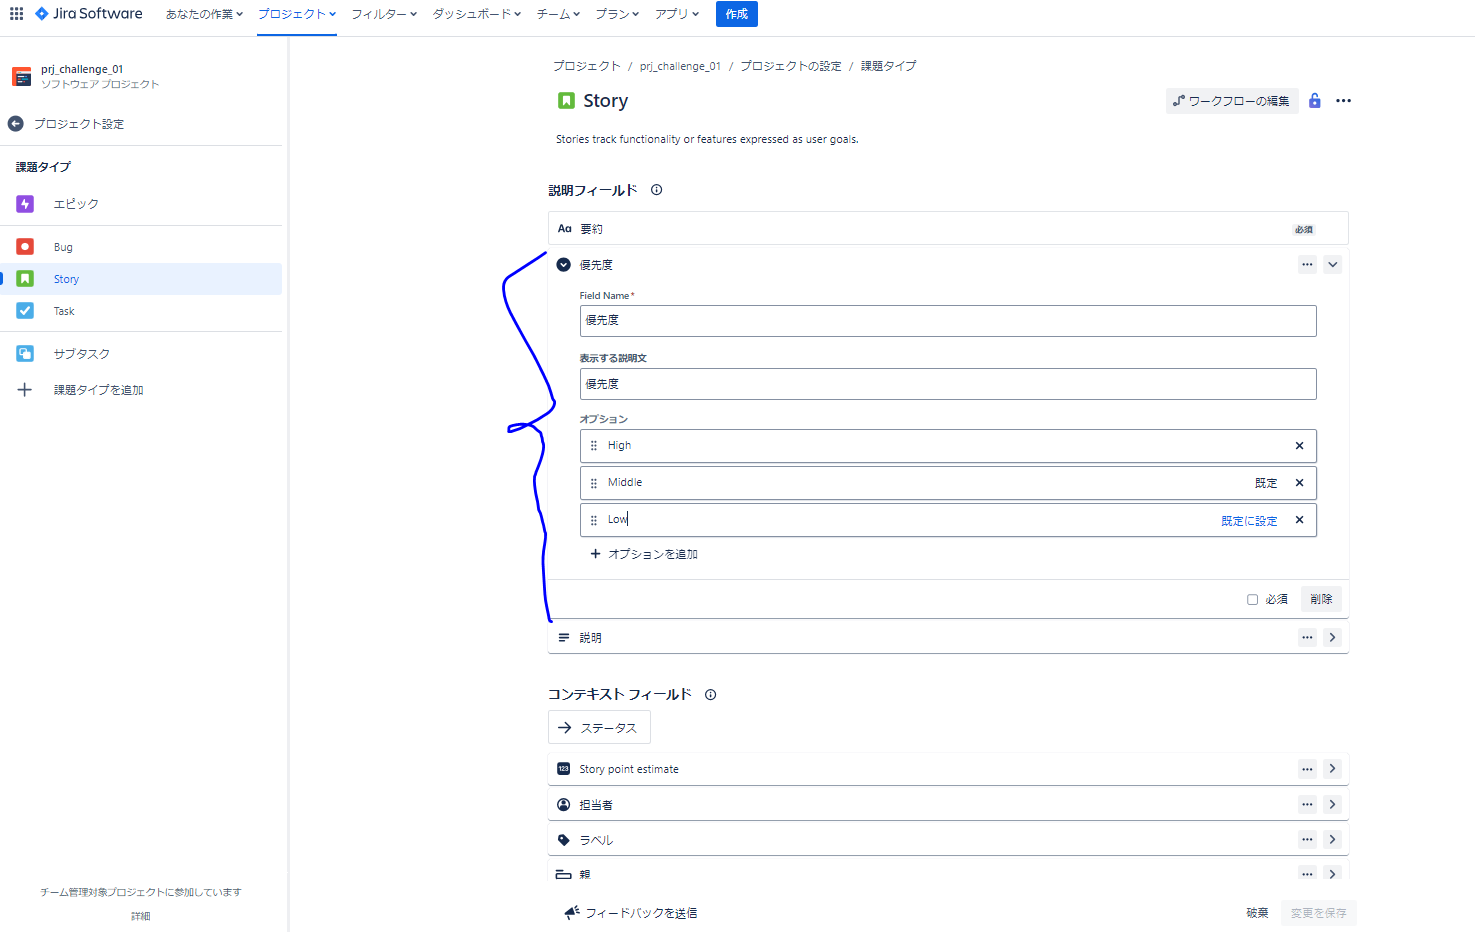 Jira Software あなたの作業 プロジェクト フィルター ダッシュボード チーム プラン アプリ 作成
prj_challenge_01
ソフトウェア プロジェクト
プロジェクト設定
課題タイプ
エピック
Bug
Story
Task
サブタスク
課題タイプを追加
チーム管理対象プロジェクトに参加しています
詳細
プロジェクト / prj_challenge_01 / プロジェクトの設定 / 課題タイプ
Story ワークフローの編集
Stories track functionality or features expressed as user goals.
説明フィールド
Aa 要約 必須
優先度
Field Name*
優先度
表示する説明文
優先度
オプション
High
Middle 既定
Low 既定に設定
オプションを追加
必須 削除
説明
コンテキスト フィールド
ステータス
123 Story point estimate
担当者
ラベル
親
フィードバックを送信 破棄 変更を保存